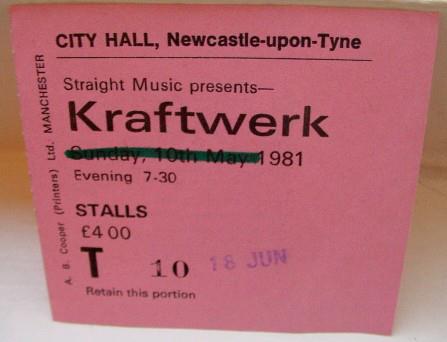 CITY HALL, Newcastle-upon-Tyne
Straight Music presents—
Kraftwerk
Sunday, 10th May 1981
Evening 7-30
STALLS
£4 00
T 10 18 JUN
Retain this portion
A. B. Cooper (Printers) Ltd. MANCHESTER